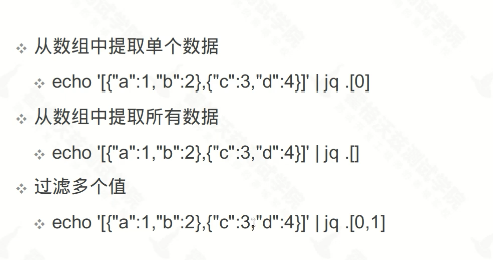 从数组中提取单个数据
echo '[{"a":1,"b":2},{"c":3,"d":4}]' | jq .[0]
从数组中提取所有数据
echo '[{"a":1,"b":2},{"c":3,"d":4}]' | jq .[]
过滤多个值
echo '[{"a":1,"b":2},{"c":3,"d":4}]' | jq .[0,1]